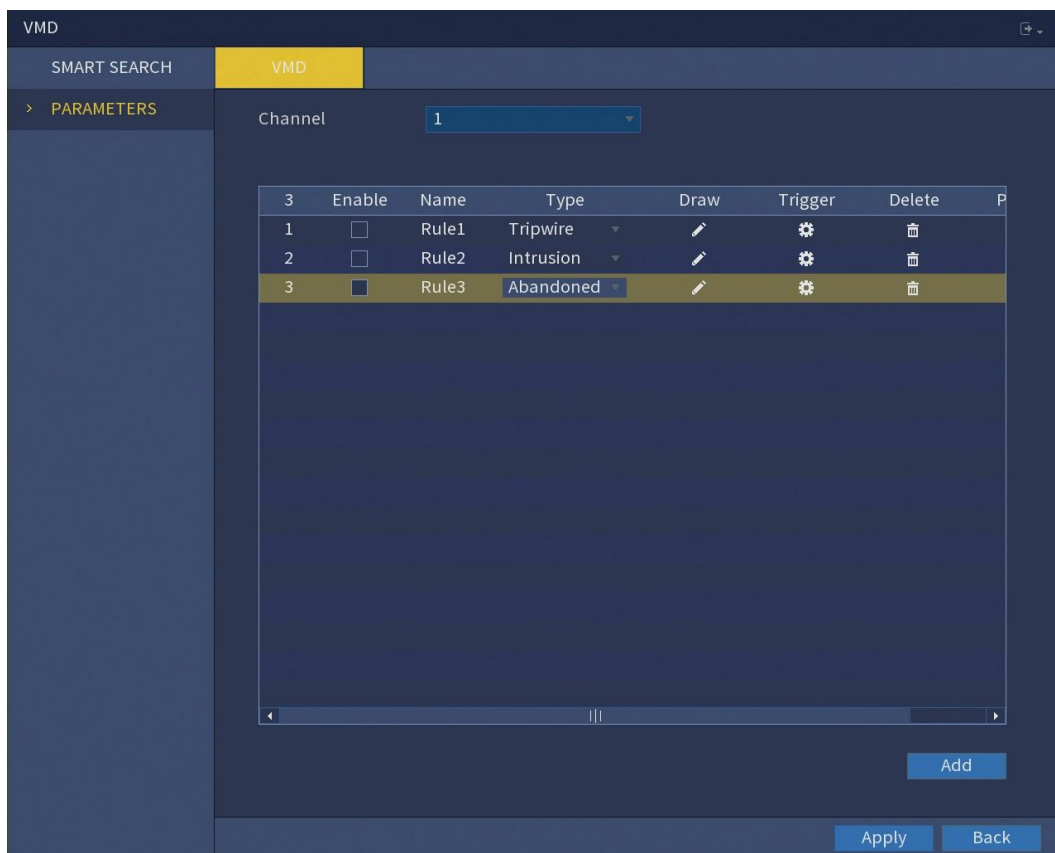 VMD
SMART SEARCH
VMD
> PARAMETERS
Channel 1
3 Enable Name Type Draw Trigger Delete P
1 Rule1 Tripwire
2 Rule2 Intrusion
3 Rule3 Abandoned
Add
Apply Back